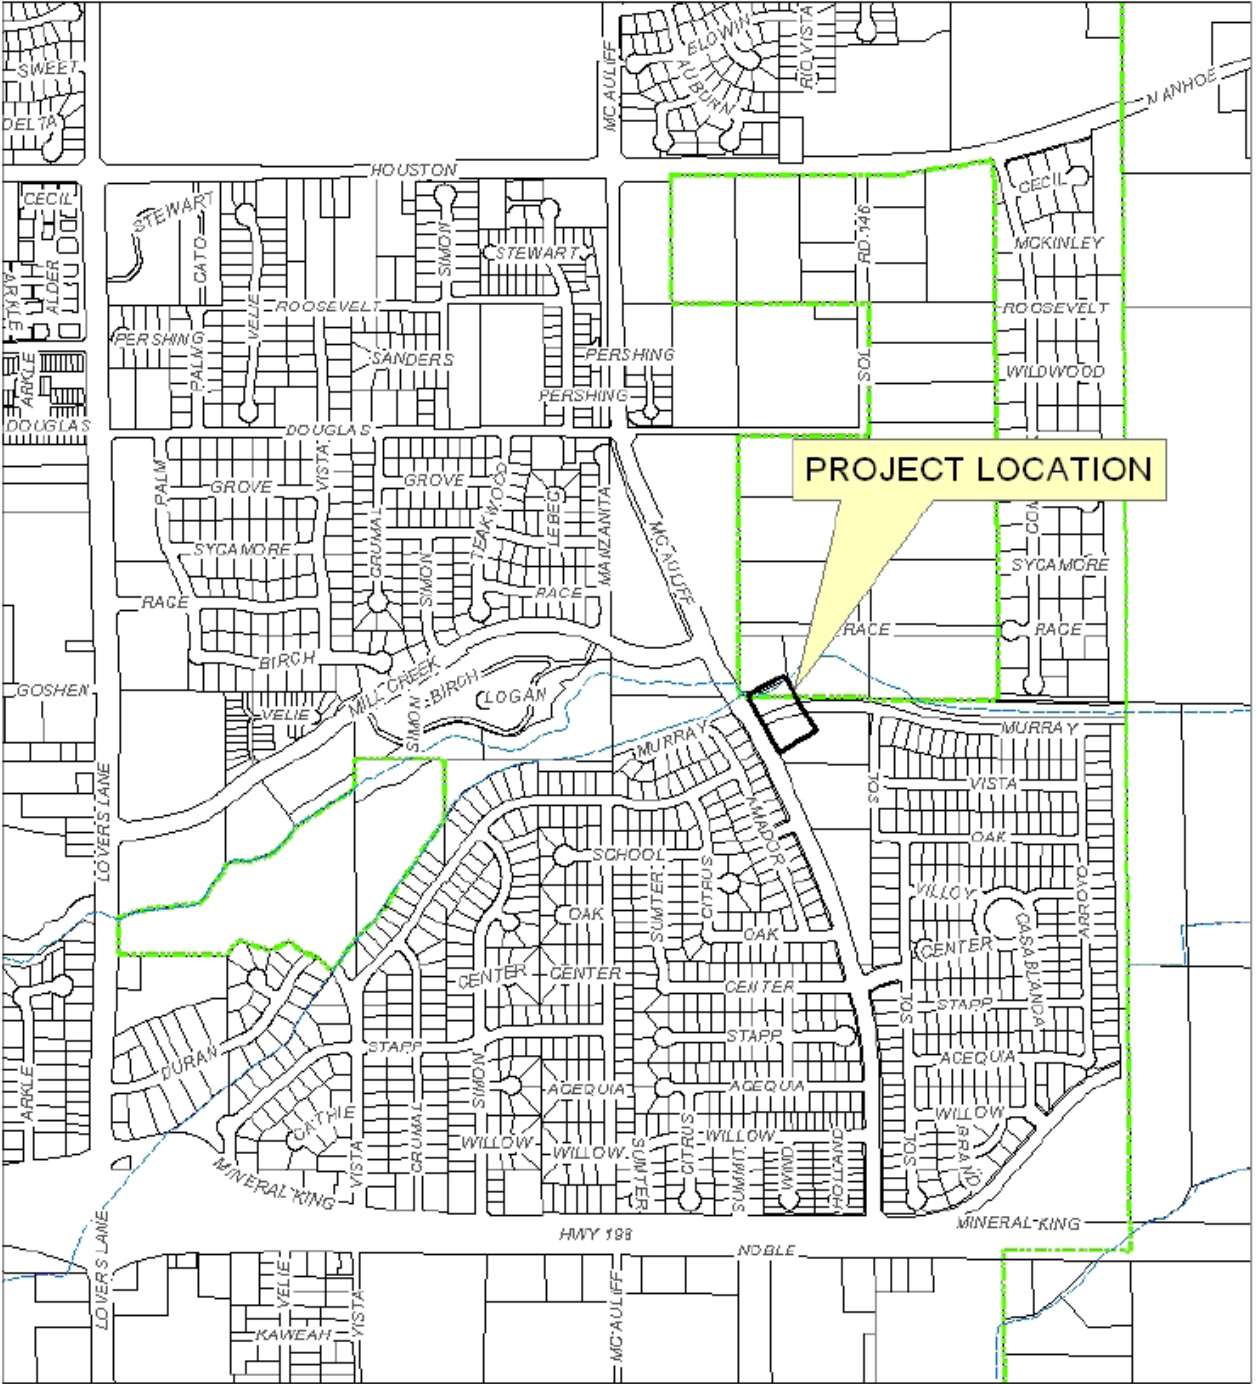 SWEET
ELOWIN
RIO VISTA
MC AULIFF
AUBURN
DELTA
HOUSTON
CECIL
CECIL
STEWART
CATO
SIMON
STEWART
RD 146
MCKINLEY
ALDER
ARKLE
VELIE
ROOSEVELT
ROOSEVELT
PERSHING
PALM
SANDERS
PERSHING
SOL
WILDWOOD
ARKLE
PERSHING
DOUGLAS
DOUGLAS
VISTA
PROJECT LOCATION
PALM
GROVE
GROVE
TEAKWOOD
LEBEG
MANZANITA
SYCAMORE
CRUMAL
SIMON
MC AULIFF
SYCAMORE
RACE
RACE
RACE
RACE
BIRCH
MILL CREEK
BIRCH
LOGAN
GOSHEN
VELIE
SIMON
MURRAY
MURRAY
LOVERS LANE
SOL
VISTA
AMADOR
OAK
SCHOOL
SUMTER
CITRUS
OAK
OAK
ARROYO
CASABLANCA
CENTER
CENTER
CENTER
CENTER
SOL
STAPP
STAPP
STAPP
DURAN
SIMON
ACEQUIA
ACEQUIA
ACEQUIA
ARKLE
CATHIE
VISTA
CRUMAL
WILLOW
WILLOW
SUMTER
CITRUS
WILLOW
SUMMIT
WIND
HOLLAND
SOL
WILLOW
MINERAL KING
MINERAL KING
LOVERS LANE
HWY 198
NOBLE
VELIE
VISTA
KAWEAH
MC AULIFF